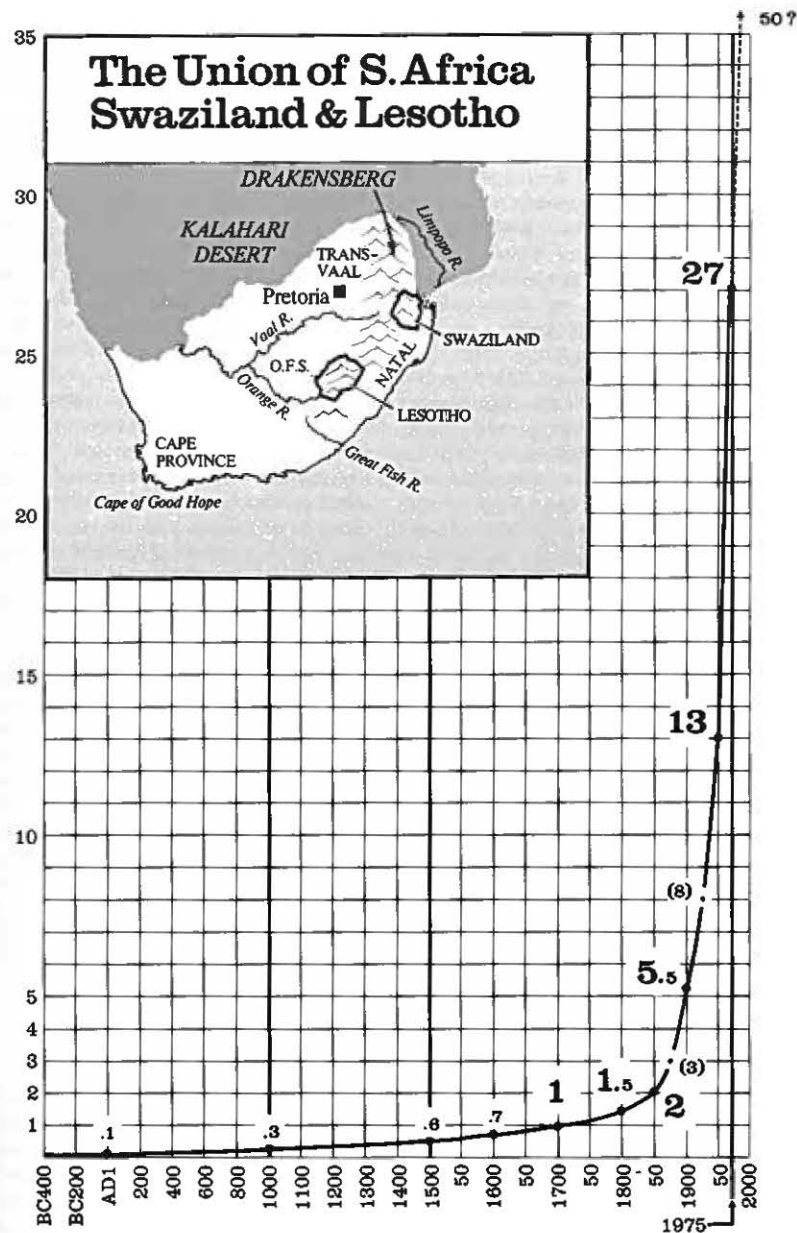 50?
35
The Union of S. Africa
Swaziland & Lesotho
DRAKENSBERG
30
KALAHARI
DESERT
Limpopo R.
TRANS-
VAAL
27
Pretoria
Vaal R.
SWAZILAND
25
O.F.S.
NATAL
Orange R.
LESOTHO
CAPE
PROVINCE
Great Fish R.
Cape of Good Hope
20
15
13
10
(8)
5.5
5
4
3
(3)
2
1.5
2
1
1
.1
.3
.6
.7
BC400
BC200
AD1
200
400
600
800
1000
1100
1200
1300
1400
1500
50
1600
50
1700
50
1800
50
1900
50
2000
1975